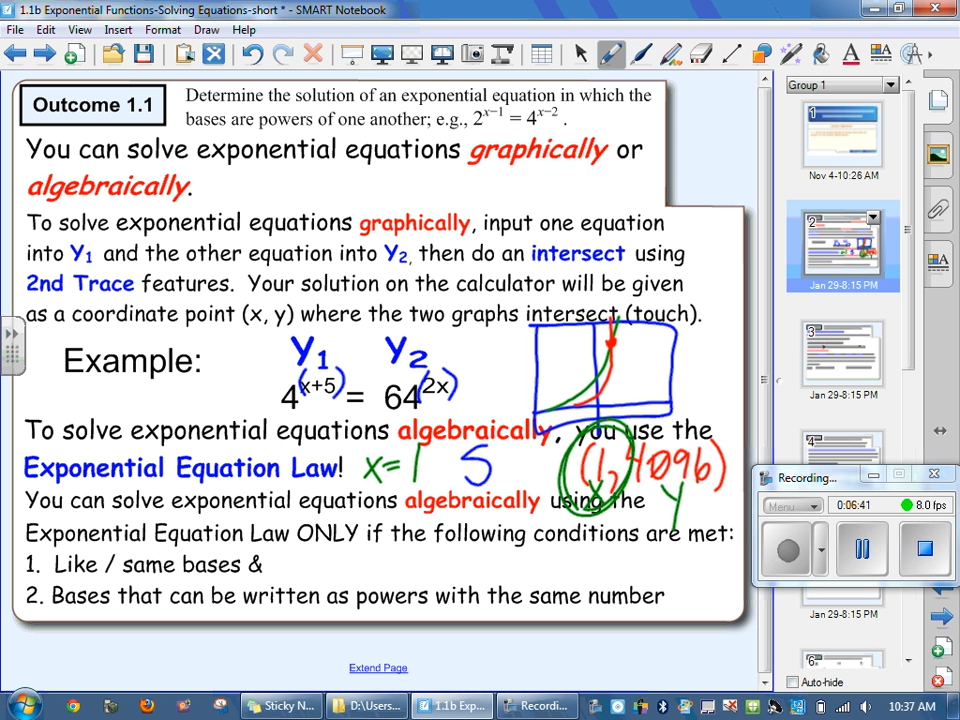 1.1b Exponential Functions-Solving Equations-short * - SMART Notebook
File Edit View Insert Format Draw Help
Outcome 1.1
Determine the solution of an exponential equation in which the
bases are powers of one another; e.g., 2^{x−1} = 4^{x−2} .
You can solve exponential equations graphically or
algebraically.
To solve exponential equations graphically, input one equation
into Y₁ and the other equation into Y₂, then do an intersect using
2nd Trace features. Your solution on the calculator will be given
as a coordinate point (x, y) where the two graphs intersect (touch).
Y₁ Y₂
Example: 4^{(x+5)} = 64^{(2x)}
To solve exponential equations algebraically, you use the
Exponential Equation Law! x=1 5 (1, 4096)
x y
You can solve exponential equations algebraically using the
Exponential Equation Law ONLY if the following conditions are met:
1. Like / same bases &
2. Bases that can be written as powers with the same number
Extend Page
Group 1
1
Nov 4-10:26 AM
2
Jan 29-8:15 PM
3
Jan 29-8:15 PM
4
Recording...
Menu
0:06:41
8.0 fps
Jan 29-8:15 PM
6
Auto-hide
Sticky N...
D:\Users...
1.1b Exp...
Recordi...
10:37 AM